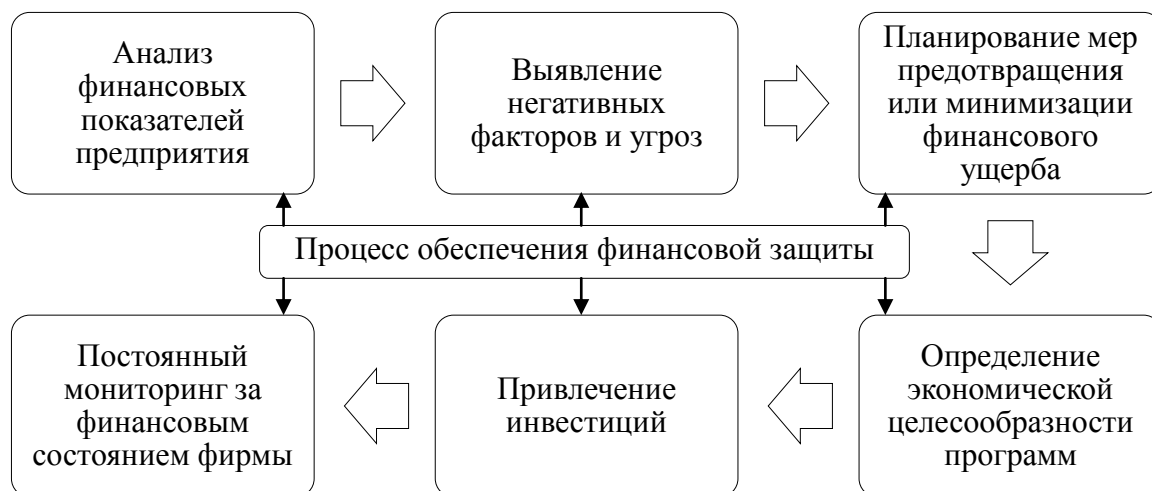 Анализ
финансовых
показателей
предприятия
Выявление
негативных
факторов и угроз
Планирование мер
предотвращения
или минимизации
финансового
ущерба
Процесс обеспечения финансовой защиты
Постоянный
мониторинг за
финансовым
состоянием фирмы
Привлечение
инвестиций
Определение
экономической
целесообразности
программ